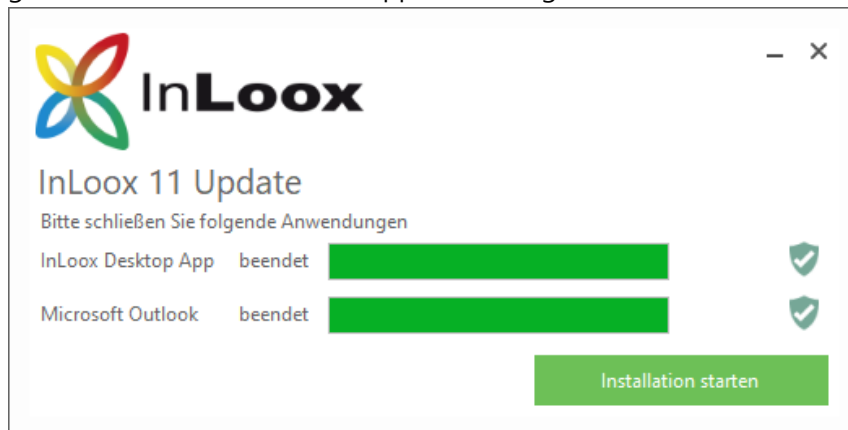 InLoox
InLoox 11 Update
Bitte schließen Sie folgende Anwendungen
InLoox Desktop App beendet
Microsoft Outlook beendet
Installation starten